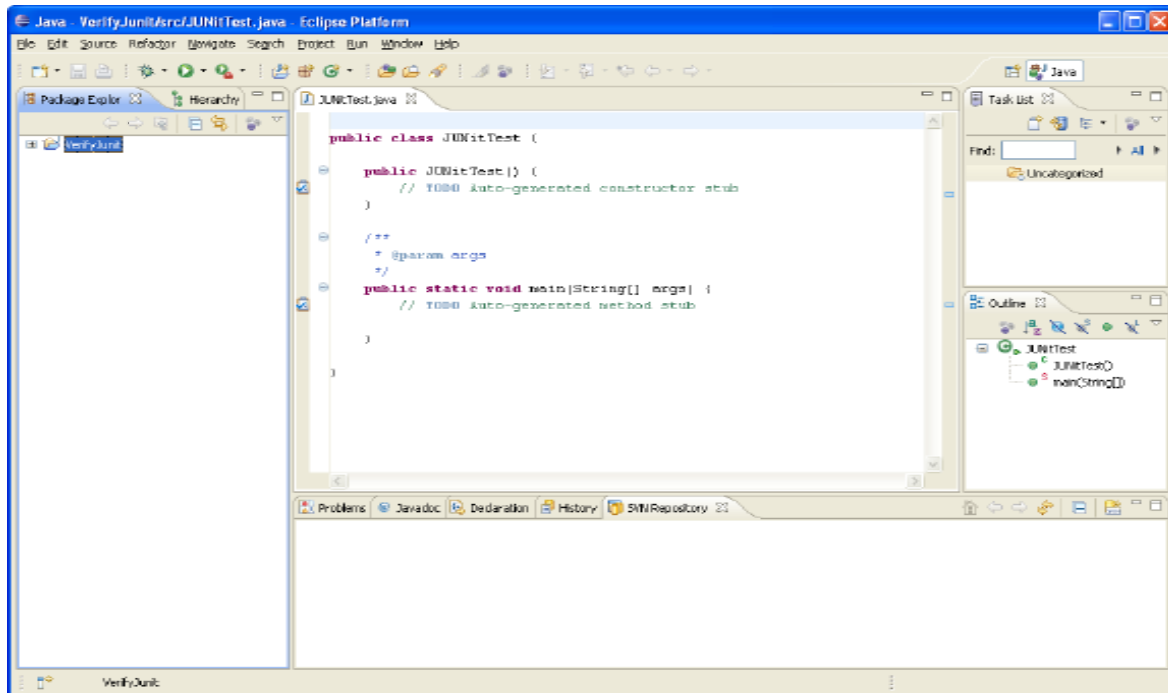 Java - VerifyJunit/src/JUNitTest.java - Eclipse Platform
File Edit Source Refactor Navigate Search Project Run Window Help
Java
Package Explor Hierarchy
VerifyJunit
JUNitTest.java
public class JUNitTest {
public JUNitTest() {
// TODO Auto-generated constructor stub
}
/**
* @param args
*/
public static void main(String[] args) {
// TODO Auto-generated method stub
}
}
Task List
Find: All
Uncategorized
Outline
JUNitTest
JUNitTest()
main(String[])
Problems Javadoc Declaration History SVN Repository
VerifyJunit